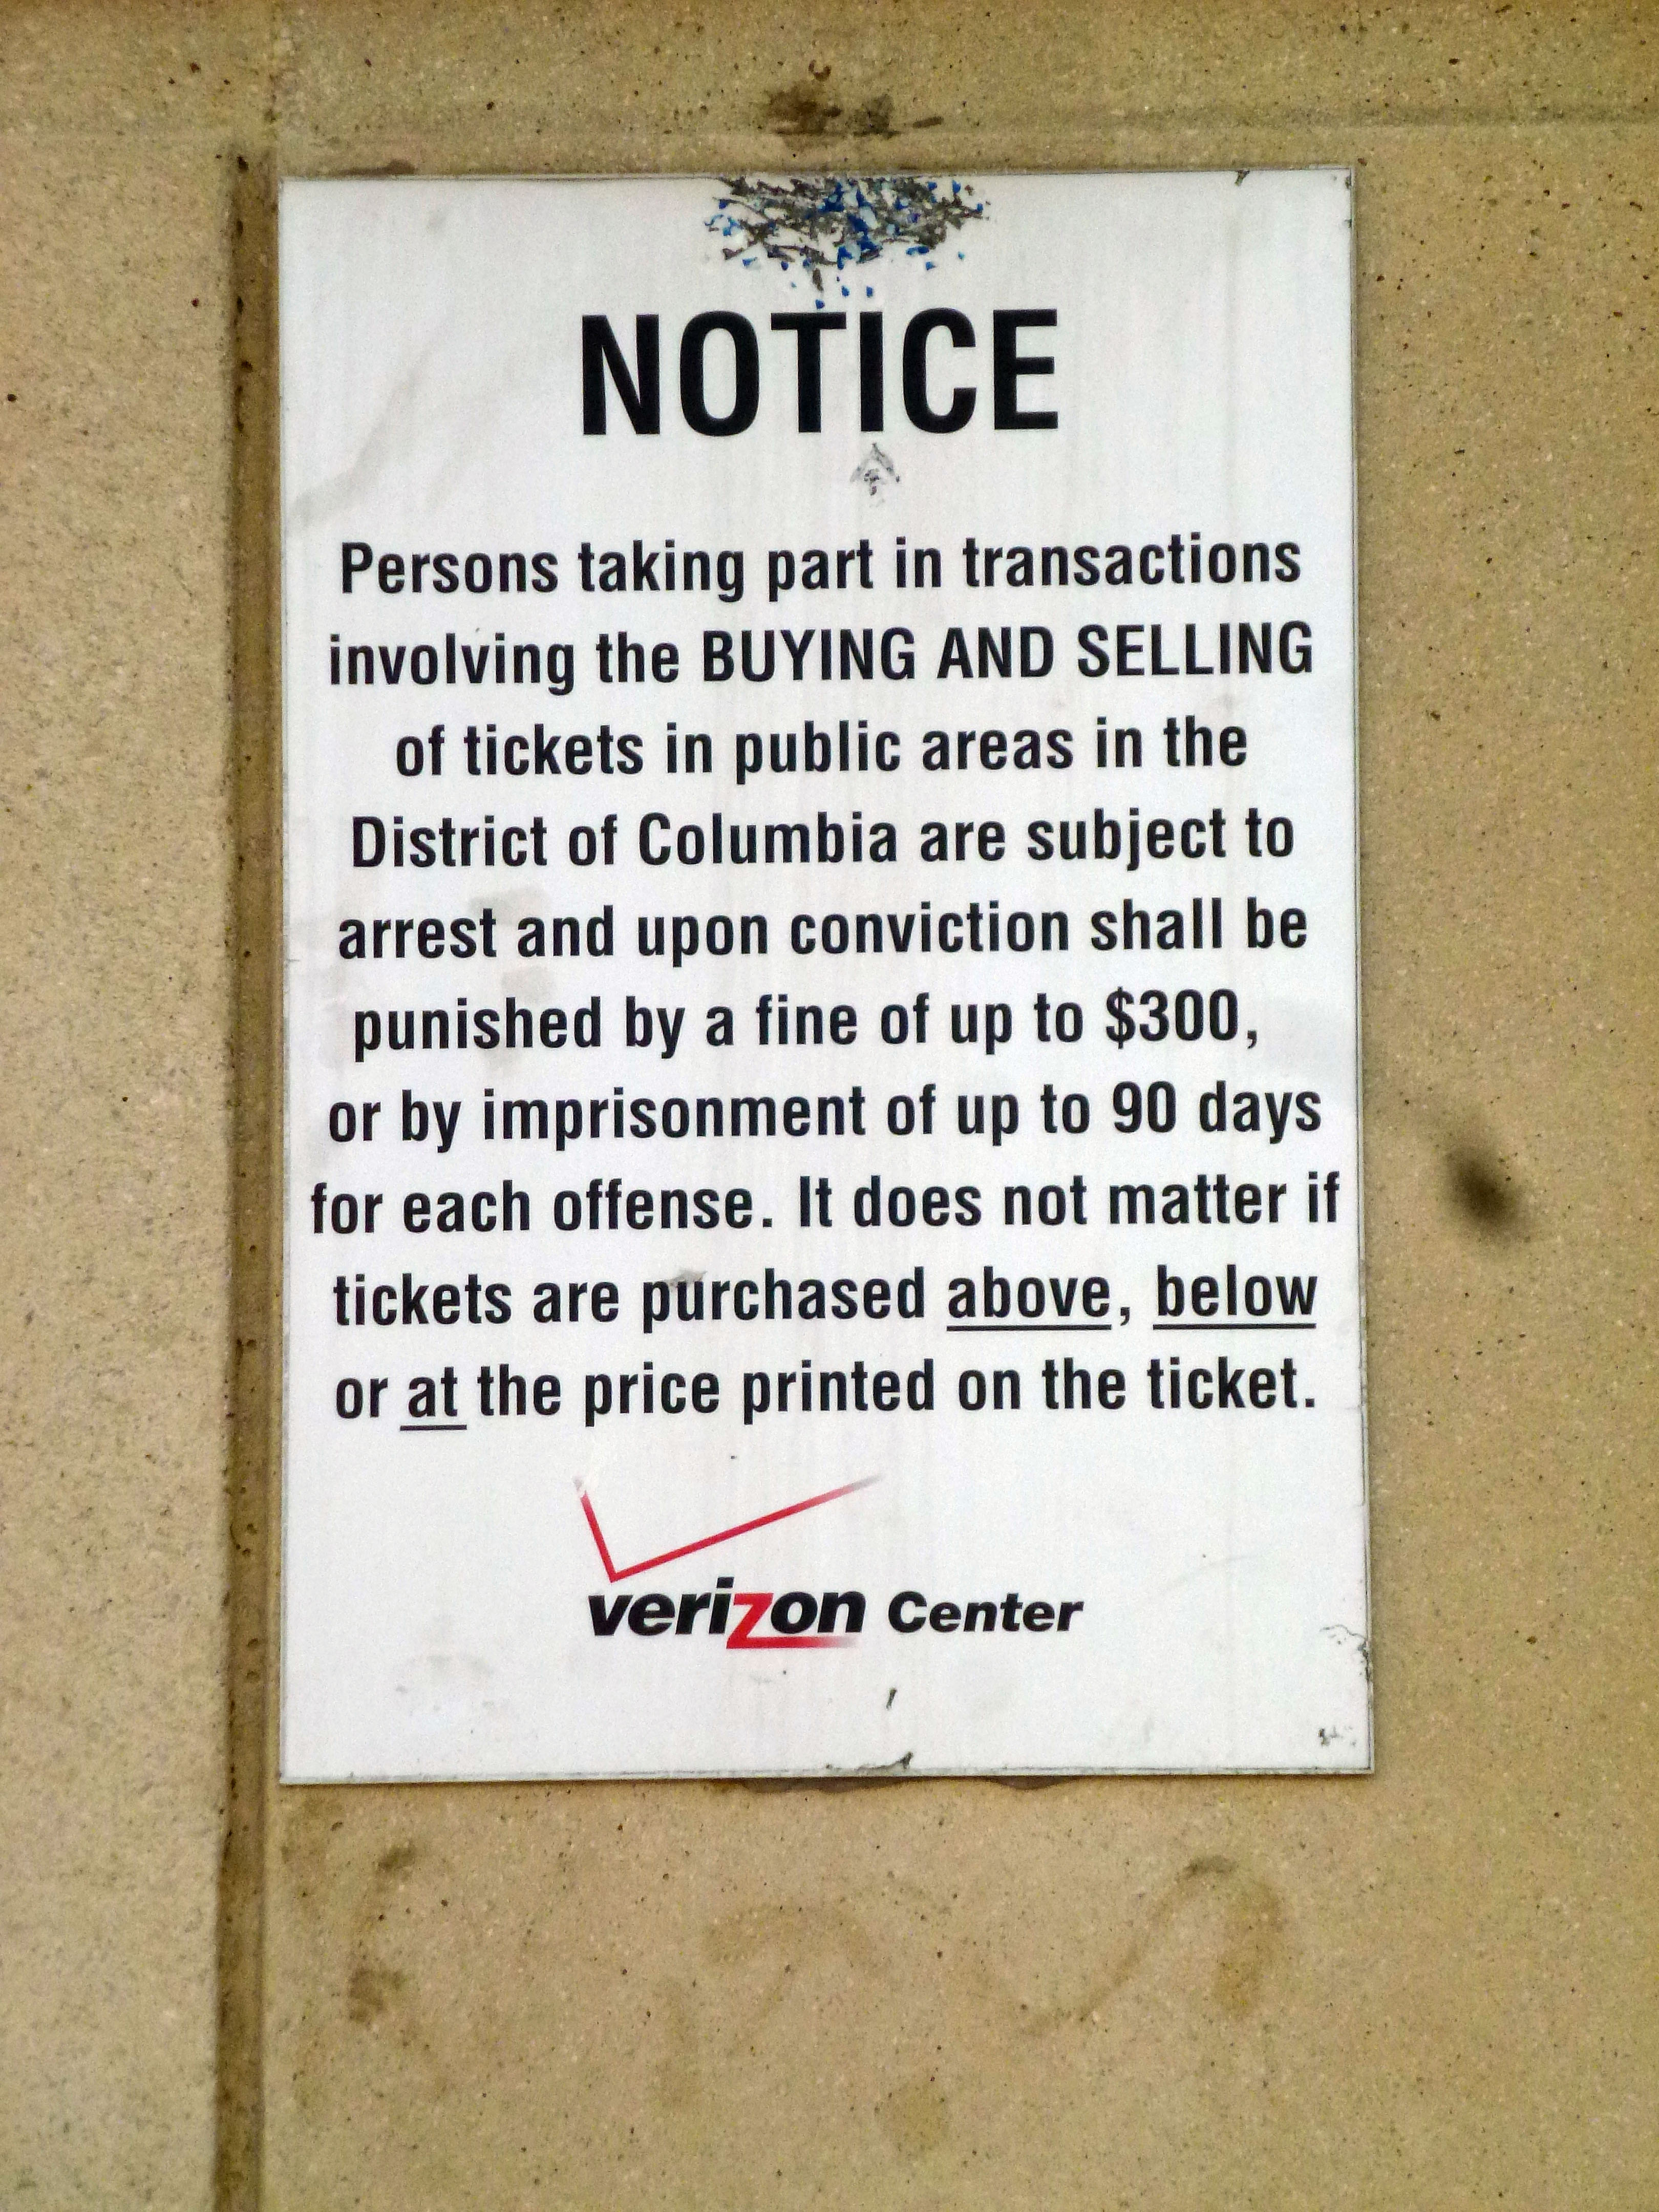 NOTICE
Persons taking part in transactions
involving the BUYING AND SELLING
of tickets in public areas in the
District of Columbia are subject to
arrest and upon conviction shall be
punished by a fine of up to $300,
or by imprisonment of up to 90 days
for each offense. It does not matter if
tickets are purchased above, below
or at the price printed on the ticket.
verizon Center